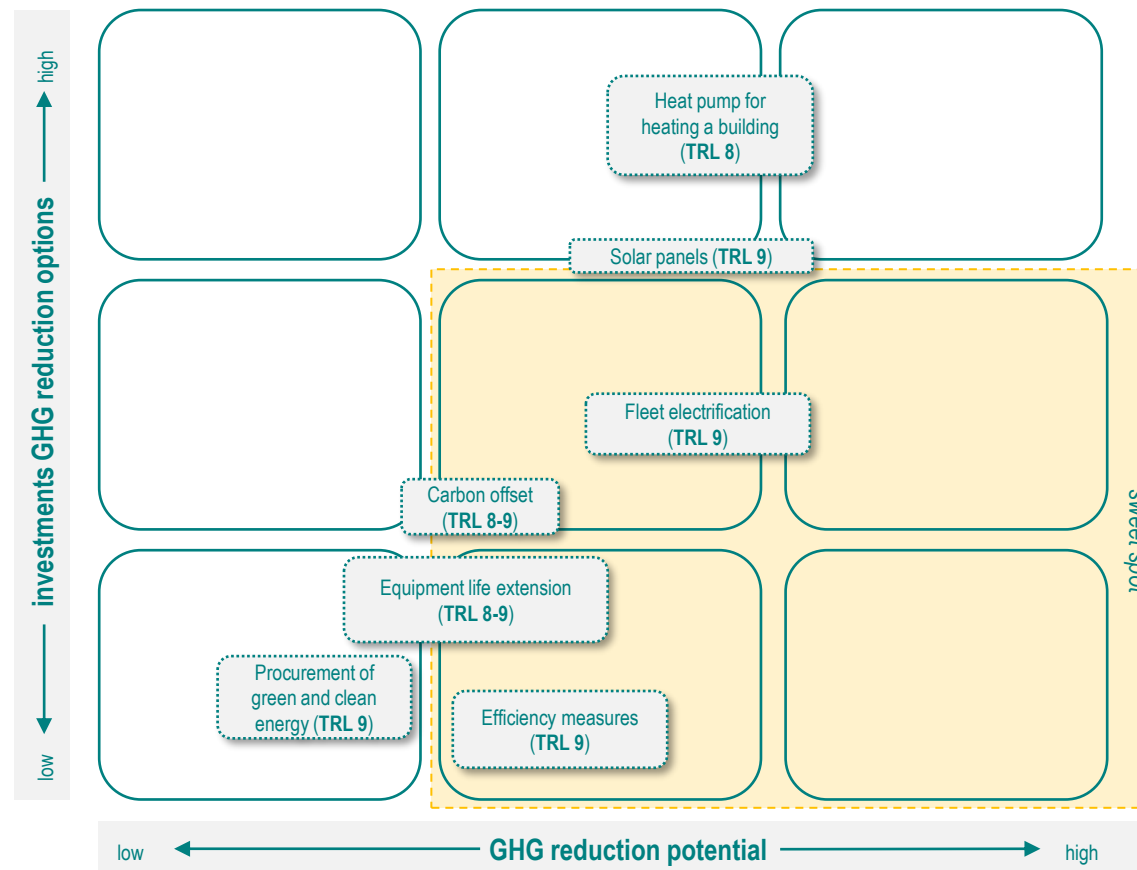 high
investments GHG reduction options
low
Heat pump for
heating a building
(TRL 8)
Solar panels (TRL 9)
Fleet electrification
(TRL 9)
Carbon offset
(TRL 8-9)
sweet spot
Equipment life extension
(TRL 8-9)
Procurement of
green and clean
energy (TRL 9)
Efficiency measures
(TRL 9)
low
GHG reduction potential
high